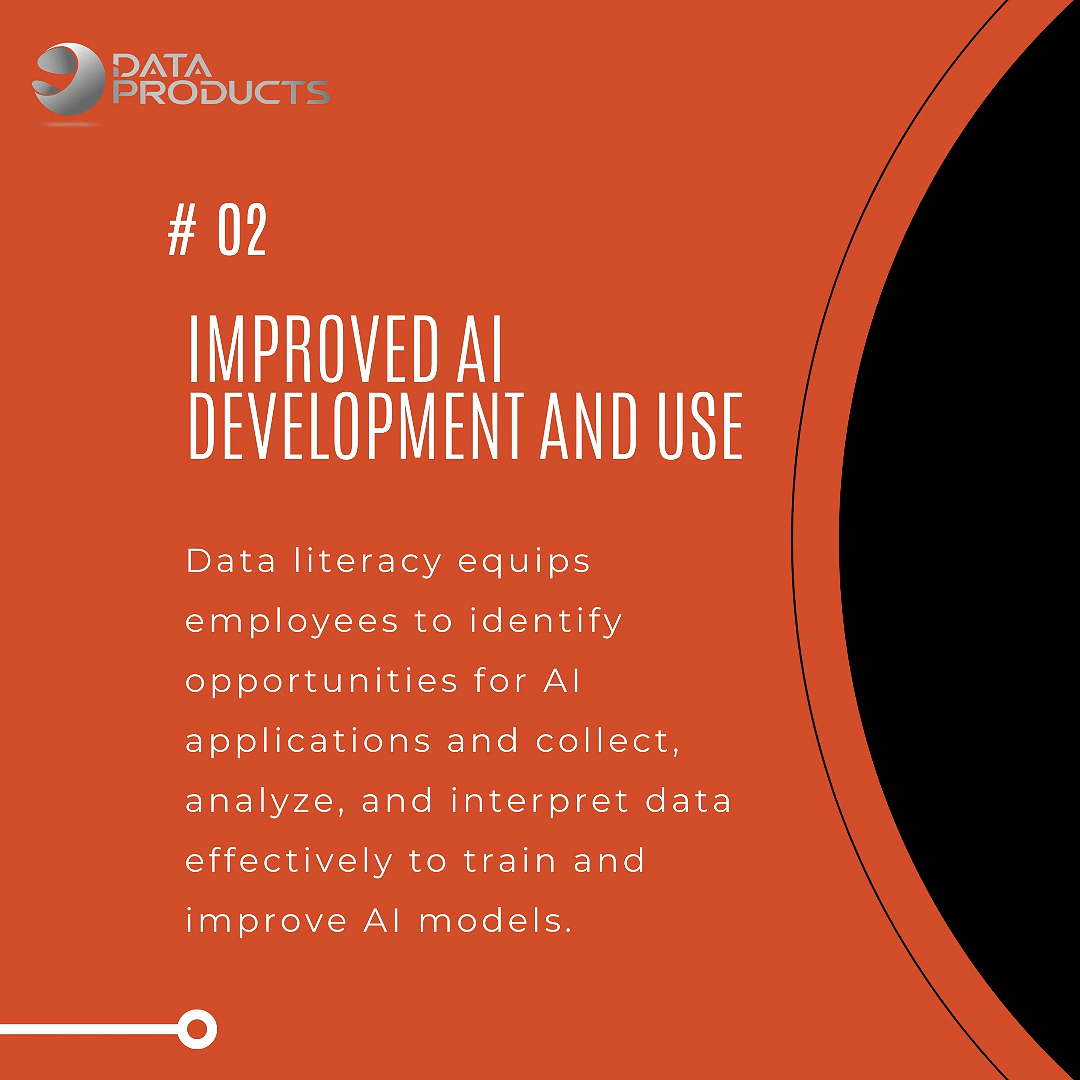 DATA
PRODUCTS
# 02
IMPROVED AI
DEVELOPMENT AND USE
Data literacy equips
employees to identify
opportunities for AI
applications and collect,
analyze, and interpret data
effectively to train and
improve AI models.